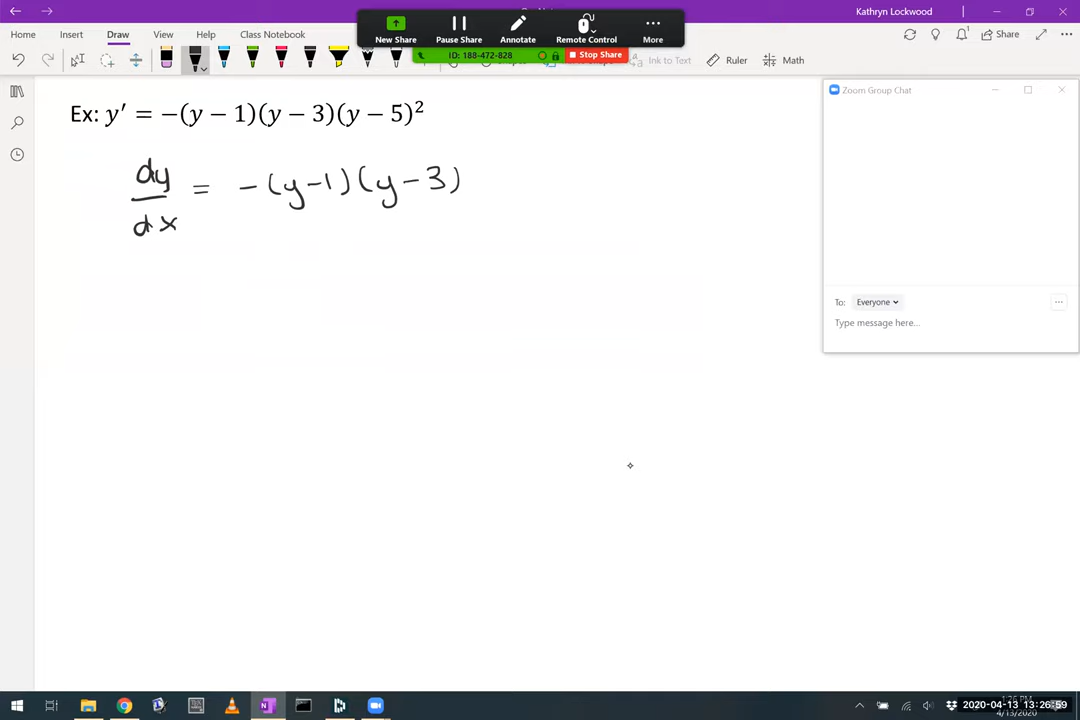 Kathryn Lockwood
New Share
Pause Share
Annotate
Remote Control
More
Home Insert Draw View Help Class Notebook
Share
ID: 188-472-828
Stop Share
Ink to Text
Ruler
Math
Ex: y′ = −(y − 1)(y − 3)(y − 5)²
dy/dx = -(y-1)(y-3)
Zoom Group Chat
To: Everyone
Type message here...
2020-04-13 13:26:59